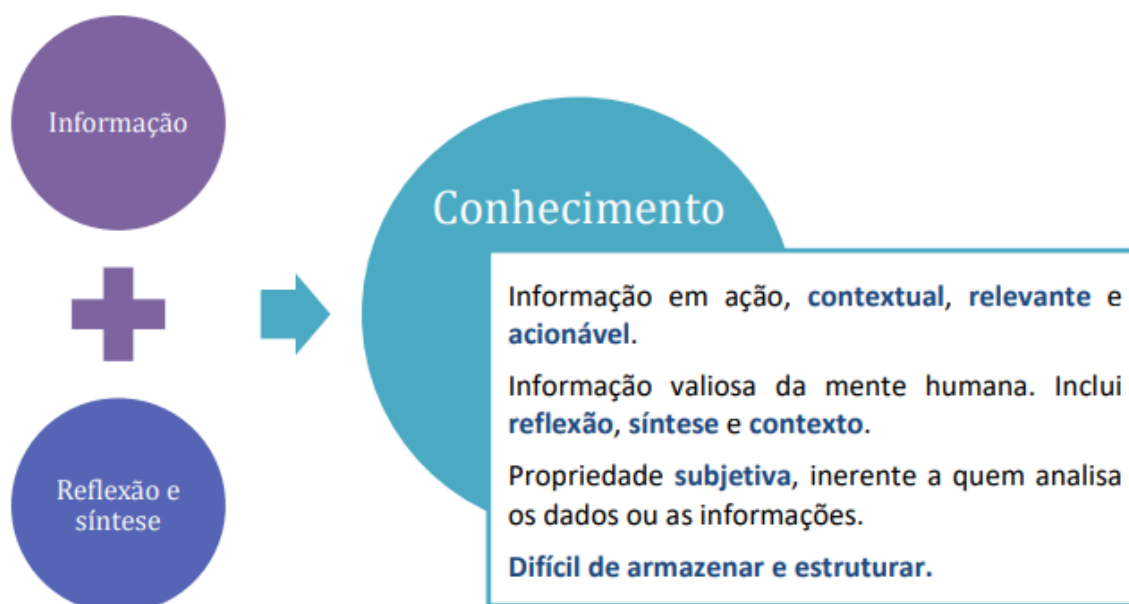 Informação
Reflexão e
síntese
Conhecimento
Informação em ação, contextual, relevante e
acionável.
Informação valiosa da mente humana. Inclui
reflexão, síntese e contexto.
Propriedade subjetiva, inerente a quem analisa
os dados ou as informações.
Difícil de armazenar e estruturar.